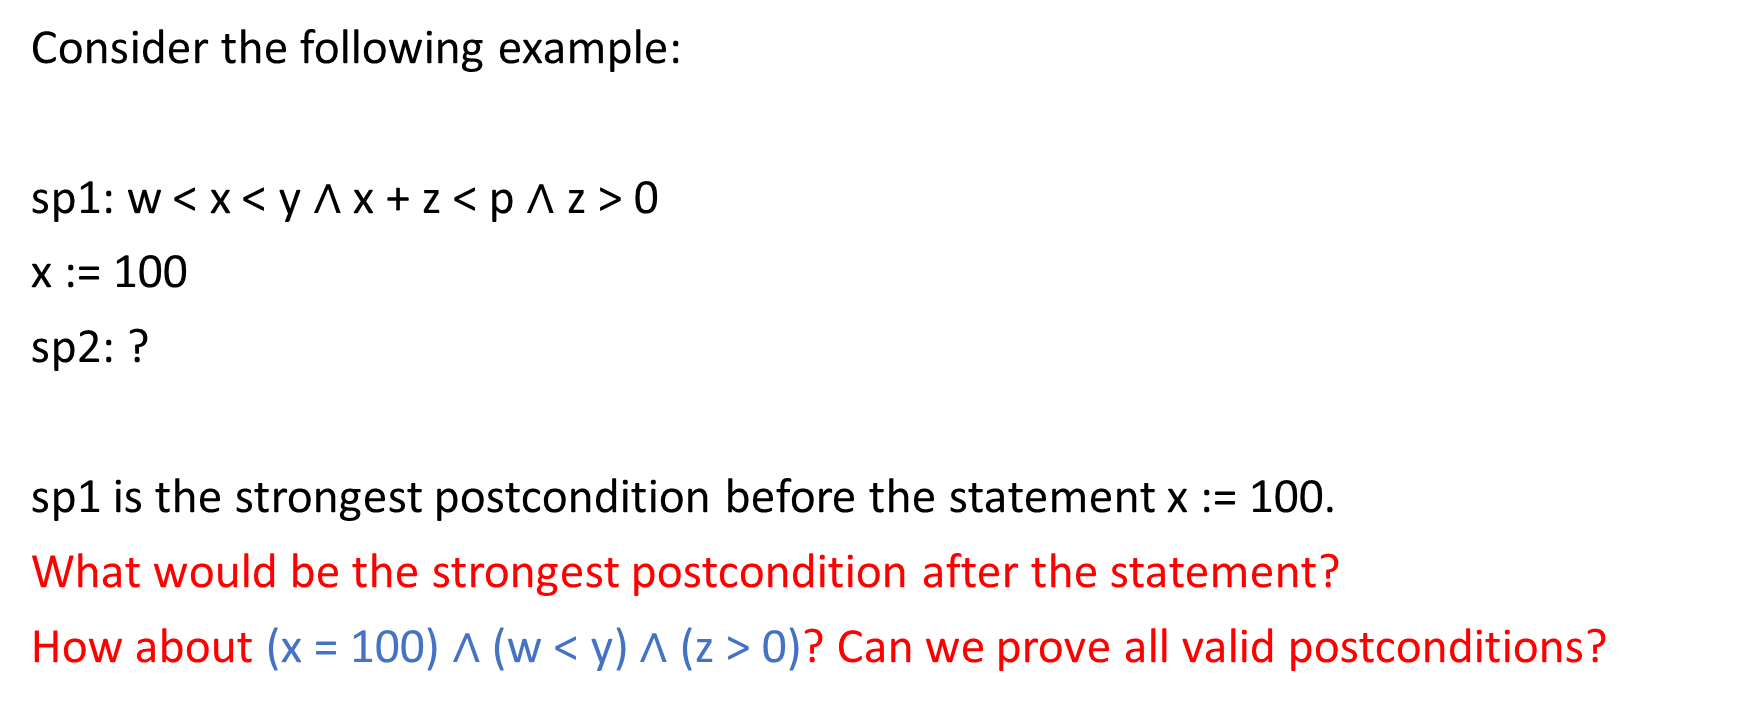 Consider the following example:
sp1: w < x < y ∧ x + z < p ∧ z > 0
x := 100
sp2: ?
sp1 is the strongest postcondition before the statement x := 100.
What would be the strongest postcondition after the statement?
How about (x = 100) ∧ (w < y) ∧ (z > 0)? Can we prove all valid postconditions?